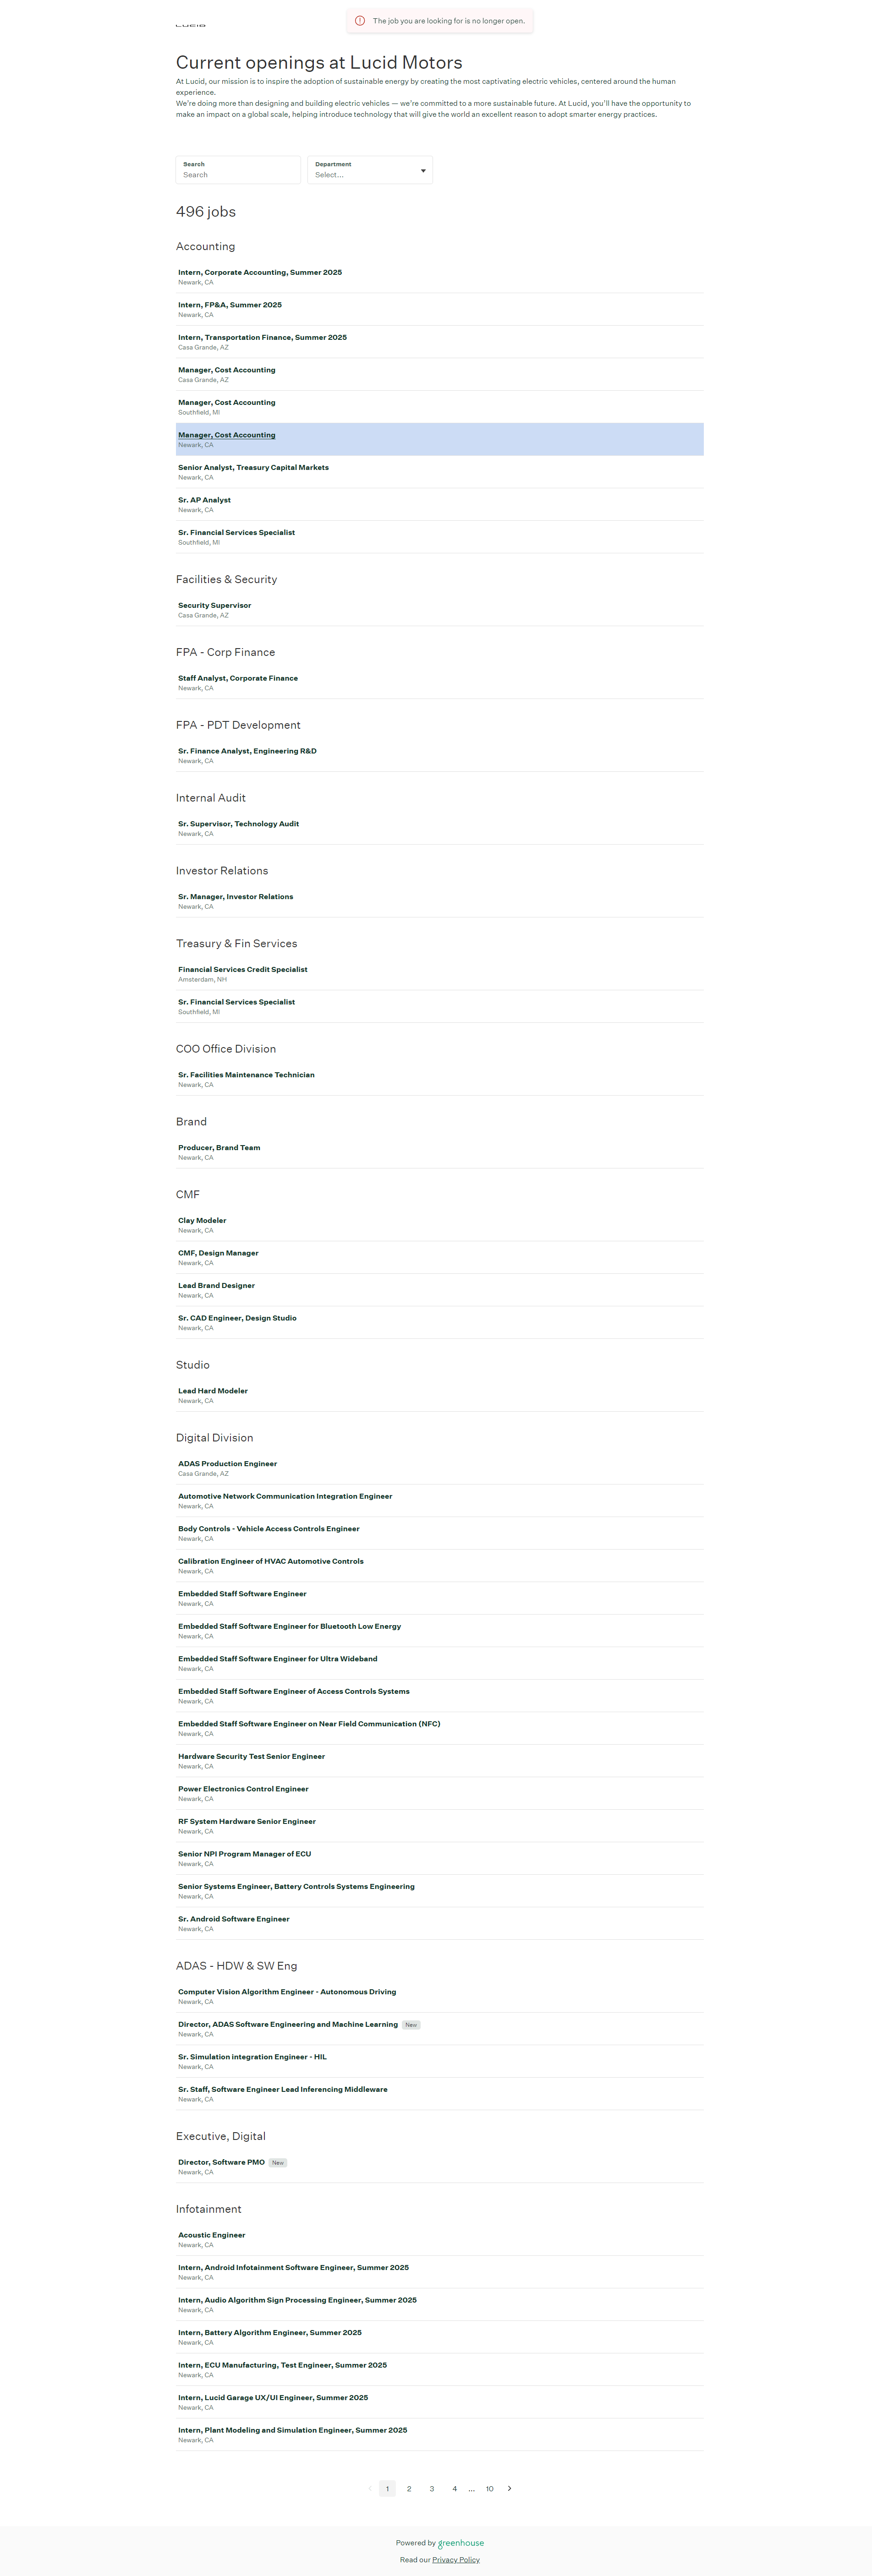 LUCID
The job you are looking for is no longer open.
Current openings at Lucid Motors
At Lucid, our mission is to inspire the adoption of sustainable energy by creating the most captivating electric vehicles, centered around the human
experience.
We're doing more than designing and building electric vehicles — we're committed to a more sustainable future. At Lucid, you'll have the opportunity to
make an impact on a global scale, helping introduce technology that will give the world an excellent reason to adopt smarter energy practices.
Search
Search
Department
Select...
496 jobs
Accounting
Intern, Corporate Accounting, Summer 2025
Newark, CA
Intern, FP&A, Summer 2025
Newark, CA
Intern, Transportation Finance, Summer 2025
Casa Grande, AZ
Manager, Cost Accounting
Casa Grande, AZ
Manager, Cost Accounting
Southfield, MI
Manager, Cost Accounting
Newark, CA
Senior Analyst, Treasury Capital Markets
Newark, CA
Sr. AP Analyst
Newark, CA
Sr. Financial Services Specialist
Southfield, MI
Facilities & Security
Security Supervisor
Casa Grande, AZ
FPA - Corp Finance
Staff Analyst, Corporate Finance
Newark, CA
FPA - PDT Development
Sr. Finance Analyst, Engineering R&D
Newark, CA
Internal Audit
Sr. Supervisor, Technology Audit
Newark, CA
Investor Relations
Sr. Manager, Investor Relations
Newark, CA
Treasury & Fin Services
Financial Services Credit Specialist
Amsterdam, NH
Sr. Financial Services Specialist
Southfield, MI
COO Office Division
Sr. Facilities Maintenance Technician
Newark, CA
Brand
Producer, Brand Team
Newark, CA
CMF
Clay Modeler
Newark, CA
CMF, Design Manager
Newark, CA
Lead Brand Designer
Newark, CA
Sr. CAD Engineer, Design Studio
Newark, CA
Studio
Lead Hard Modeler
Newark, CA
Digital Division
ADAS Production Engineer
Casa Grande, AZ
Automotive Network Communication Integration Engineer
Newark, CA
Body Controls - Vehicle Access Controls Engineer
Newark, CA
Calibration Engineer of HVAC Automotive Controls
Newark, CA
Embedded Staff Software Engineer
Newark, CA
Embedded Staff Software Engineer for Bluetooth Low Energy
Newark, CA
Embedded Staff Software Engineer for Ultra Wideband
Newark, CA
Embedded Staff Software Engineer of Access Controls Systems
Newark, CA
Embedded Staff Software Engineer on Near Field Communication (NFC)
Newark, CA
Hardware Security Test Senior Engineer
Newark, CA
Power Electronics Control Engineer
Newark, CA
RF System Hardware Senior Engineer
Newark, CA
Senior NPI Program Manager of ECU
Newark, CA
Senior Systems Engineer, Battery Controls Systems Engineering
Newark, CA
Sr. Android Software Engineer
Newark, CA
ADAS - HDW & SW Eng
Computer Vision Algorithm Engineer - Autonomous Driving
Newark, CA
Director, ADAS Software Engineering and Machine Learning New
Newark, CA
Sr. Simulation integration Engineer - HIL
Newark, CA
Sr. Staff, Software Engineer Lead Inferencing Middleware
Newark, CA
Executive, Digital
Director, Software PMO New
Newark, CA
Infotainment
Acoustic Engineer
Newark, CA
Intern, Android Infotainment Software Engineer, Summer 2025
Newark, CA
Intern, Audio Algorithm Sign Processing Engineer, Summer 2025
Newark, CA
Intern, Battery Algorithm Engineer, Summer 2025
Newark, CA
Intern, ECU Manufacturing, Test Engineer, Summer 2025
Newark, CA
Intern, Lucid Garage UX/UI Engineer, Summer 2025
Newark, CA
Intern, Plant Modeling and Simulation Engineer, Summer 2025
Newark, CA
1 2 3 4 ... 10
Powered by greenhouse
Read our Privacy Policy